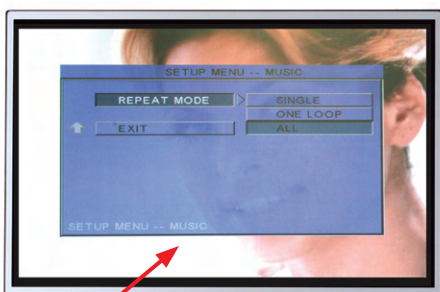 SETUP MENU -- MUSIC
REPEAT MODE
SINGLE
ONE LOOP
EXIT
ALL
SETUP MENU -- MUSIC